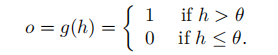 o = g(h) = { 1 if h > θ
0 if h ≤ θ.